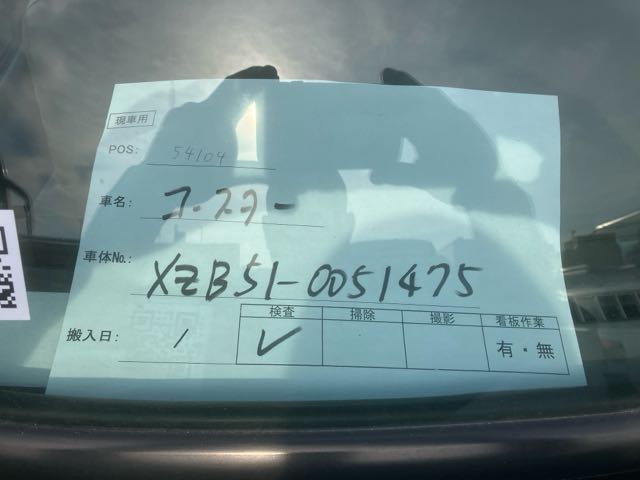 現車用
POS: 54104
車名: コースター
車体No.: XZB51-0051475
検査 掃除 撮影 看板作業
搬入日: / ✓ 有・無